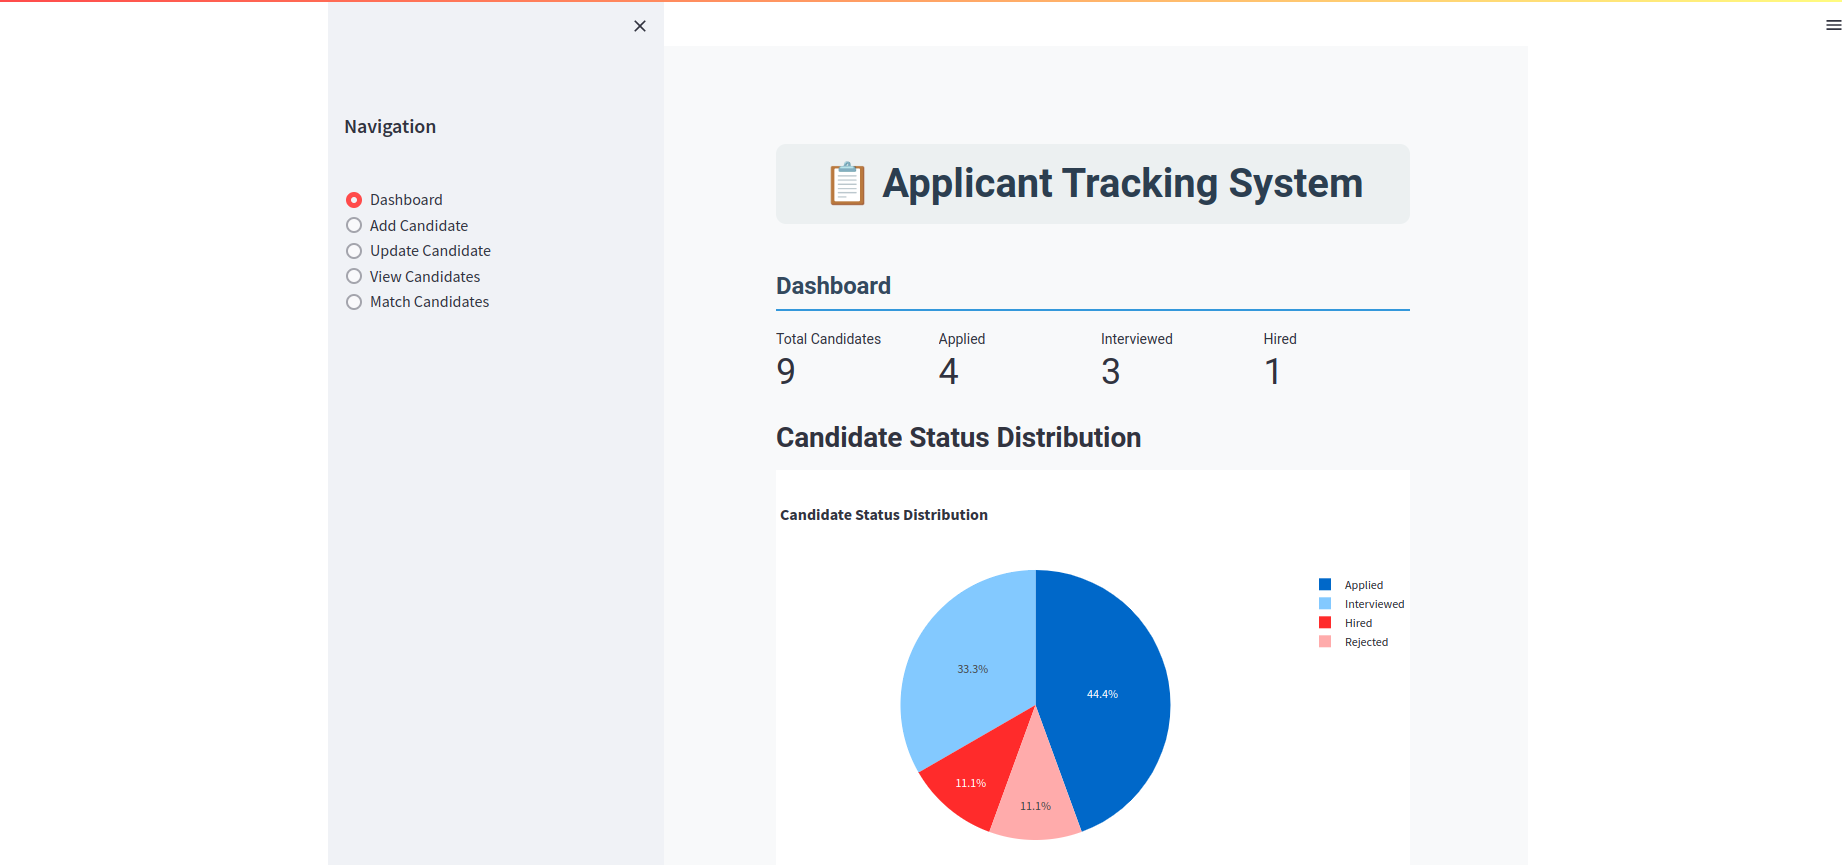 Navigation
Dashboard
Add Candidate
Update Candidate
View Candidates
Match Candidates
📋 Applicant Tracking System
Dashboard
Total Candidates Applied Interviewed Hired
9 4 3 1
Candidate Status Distribution
Candidate Status Distribution
Applied
Interviewed
Hired
Rejected
33.3%
44.4%
11.1%
11.1%